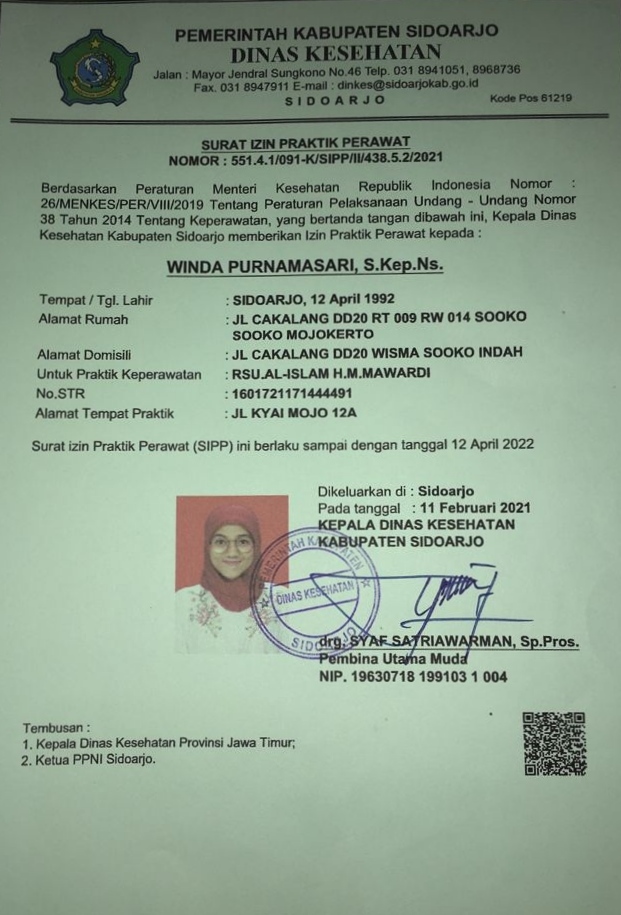 PEMERINTAH KABUPATEN SIDOARJO
DINAS KESEHATAN
Jalan : Mayor Jendral Sungkono No.46 Telp. 031 8941051, 8968736
Fax. 031 8947911 E-mail : dinkes@sidoarjokab.go.id
SIDOARJO
Kode Pos 61219
SURAT IZIN PRAKTIK PERAWAT
NOMOR : 551.4.1/091-K/SIPP/II/438.5.2/2021
Berdasarkan Peraturan Menteri Kesehatan Republik Indonesia Nomor :
26/MENKES/PER/VIII/2019 Tentang Peraturan Pelaksanaan Undang - Undang Nomor
38 Tahun 2014 Tentang Keperawatan, yang bertanda tangan dibawah ini, Kepala Dinas
Kesehatan Kabupaten Sidoarjo memberikan Izin Praktik Perawat kepada :
WINDA PURNAMASARI, S.Kep.Ns.
Tempat / Tgl. Lahir : SIDOARJO, 12 April 1992
Alamat Rumah : JL CAKALANG DD20 RT 009 RW 014 SOOKO
SOOKO MOJOKERTO
Alamat Domisili : JL CAKALANG DD20 WISMA SOOKO INDAH
Untuk Praktik Keperawatan : RSU.AL-ISLAM H.M.MAWARDI
No.STR : 1601721171444491
Alamat Tempat Praktik : JL KYAI MOJO 12A
Surat izin Praktik Perawat (SIPP) ini berlaku sampai dengan tanggal 12 April 2022
Dikeluarkan di : Sidoarjo
Pada tanggal : 11 Februari 2021
KEPALA DINAS KESEHATAN
KABUPATEN SIDOARJO
PEMERINTAH KABUPATEN
DINAS KESEHATAN
SIDOARJO
drg. SYAF SATRIAWARMAN, Sp.Pros.
Pembina Utama Muda
NIP. 19630718 199103 1 004
Tembusan :
1. Kepala Dinas Kesehatan Provinsi Jawa Timur;
2. Ketua PPNI Sidoarjo.